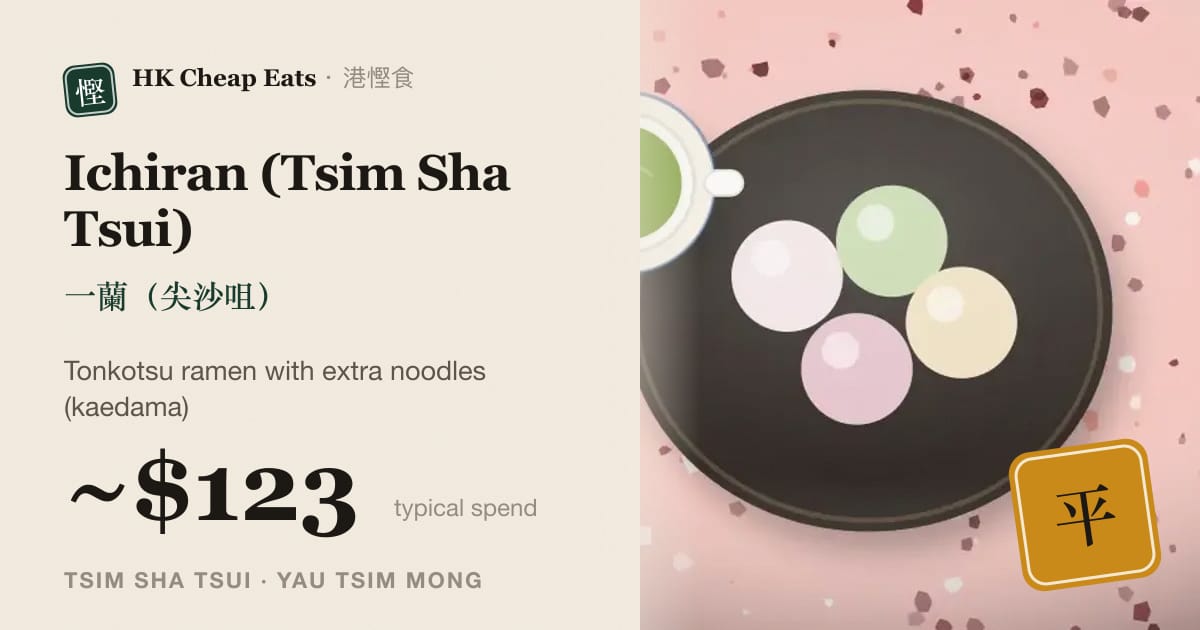 慳
HK Cheap Eats · 港慳食
Ichiran (Tsim Sha
Tsui)
一蘭（尖沙咀）
Tonkotsu ramen with extra noodles
(kaedama)
~$123 typical spend
TSIM SHA TSUI · YAU TSIM MONG
平